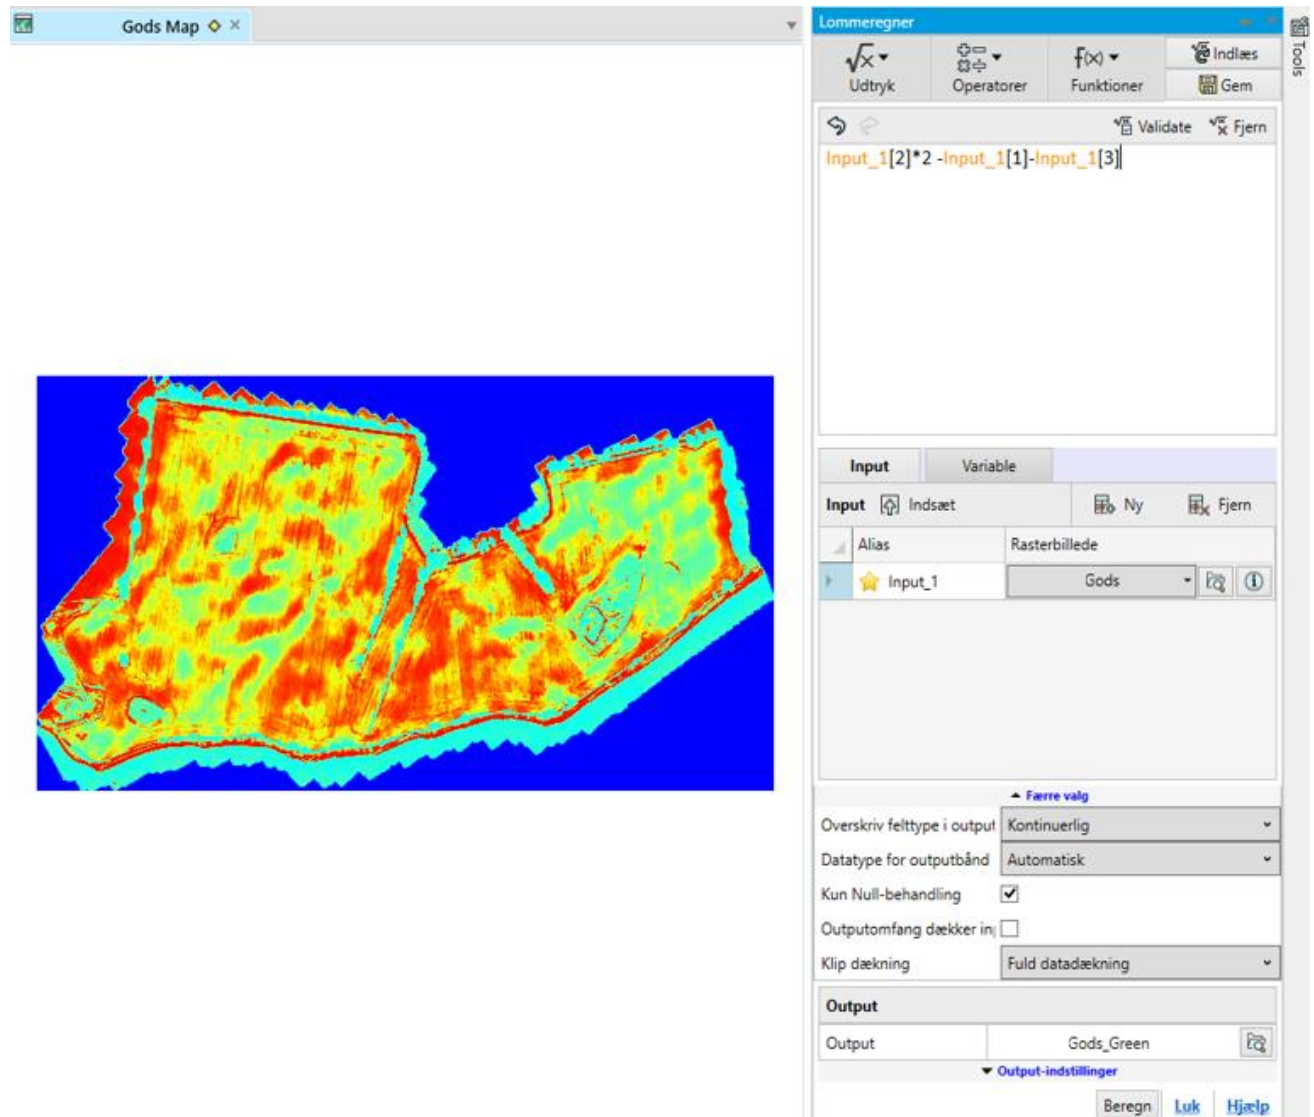 Gods Map
Lommeregner
Tools
Udtryk Operatorer Funktioner Indlæs
Gem
Validate Fjern
Input_1[2]*2 -Input_1[1]-Input_1[3]
Input Variable
Input Indsæt Ny Fjern
Alias Rasterbillede
Input_1 Gods
Færre valg
Overskriv felttype i output Kontinuerlig
Datatype for outputbånd Automatisk
Kun Null-behandling
Outputomfang dækker in
Klip dækning Fuld datadækning
Output
Output Gods_Green
Output-indstillinger
Beregn Luk Hjælp